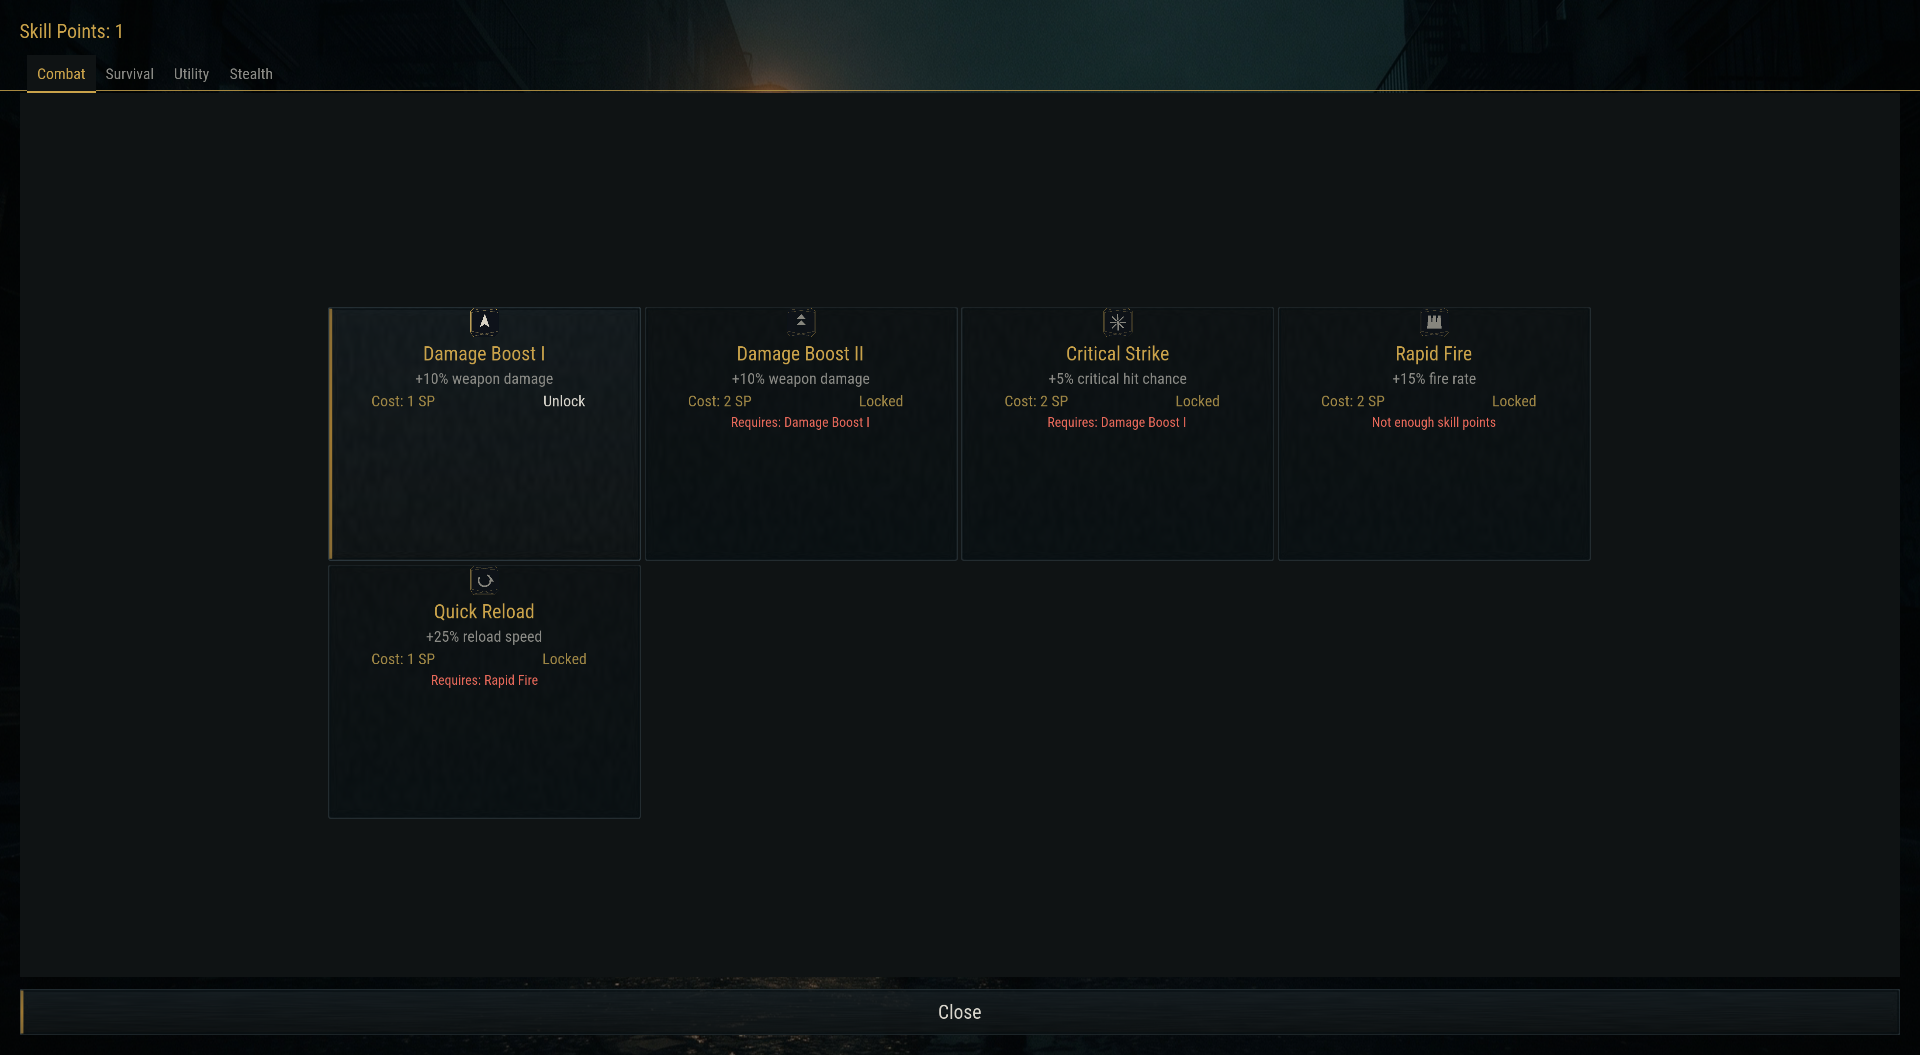 Skill Points: 1
Combat Survival Utility Stealth
Damage Boost I
+10% weapon damage
Cost: 1 SP Unlock
Damage Boost II
+10% weapon damage
Cost: 2 SP Locked
Requires: Damage Boost I
Critical Strike
+5% critical hit chance
Cost: 2 SP Locked
Requires: Damage Boost I
Rapid Fire
+15% fire rate
Cost: 2 SP Locked
Not enough skill points
Quick Reload
+25% reload speed
Cost: 1 SP Locked
Requires: Rapid Fire
Close